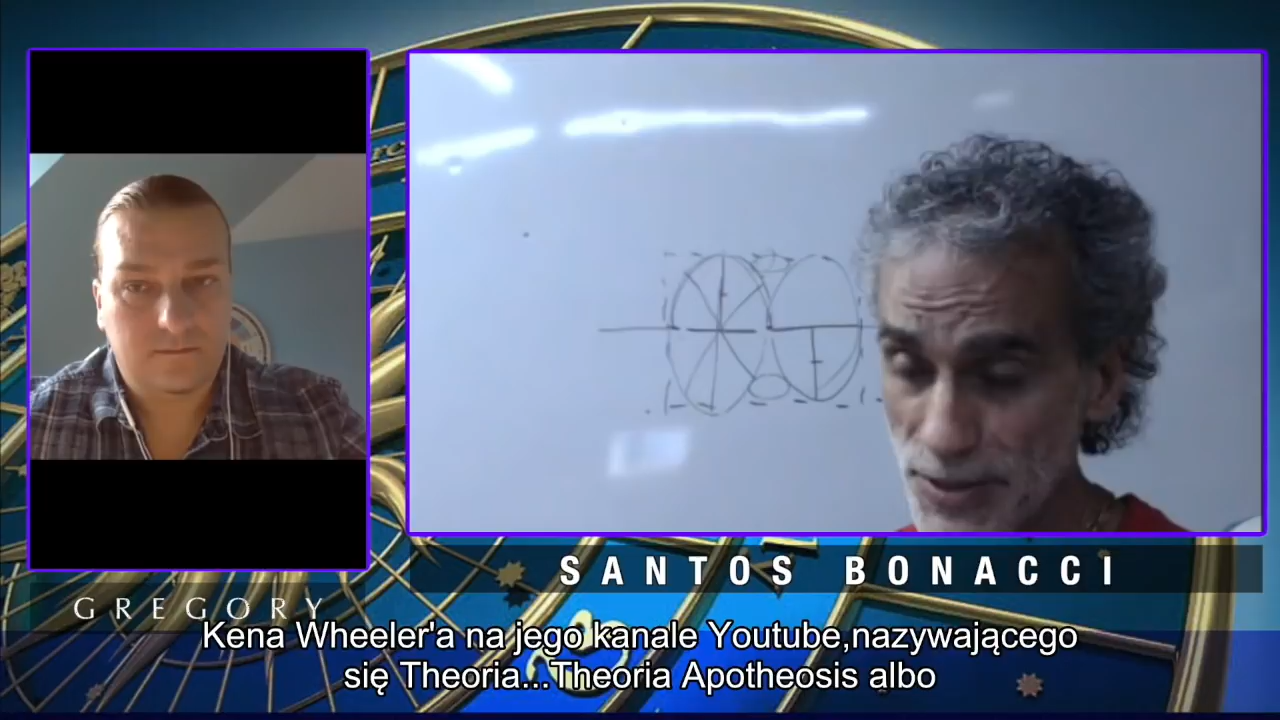 SANTOS BONACCI
GREGORY
Kena Wheeler'a na jego kanale Youtube,nazywającego
się Theoria...Theoria Apotheosis albo